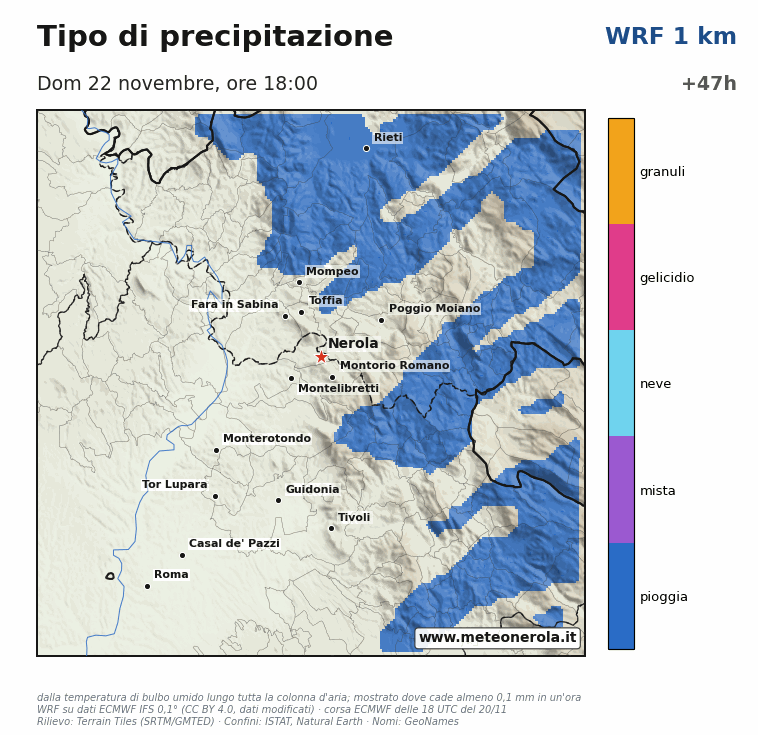 Tipo di precipitazione
WRF 1 km
Dom 22 novembre, ore 18:00
+47h
Rieti
granuli
gelicidio
Mompeo
Fara in Sabina
Toffia
Poggio Moiano
Nerola
Montorio Romano
Montelibretti
neve
Monterotondo
mista
Tor Lupara
Guidonia
Tivoli
Casal de' Pazzi
Roma
pioggia
www.meteonerola.it
dalla temperatura di bulbo umido lungo tutta la colonna d'aria; mostrato dove cade almeno 0,1 mm in un'ora
WRF su dati ECMWF IFS 0,1° (CC BY 4.0, dati modificati) · corsa ECMWF delle 18 UTC del 20/11
Rilievo: Terrain Tiles (SRTM/GMTED) · Confini: ISTAT, Natural Earth · Nomi: GeoNames